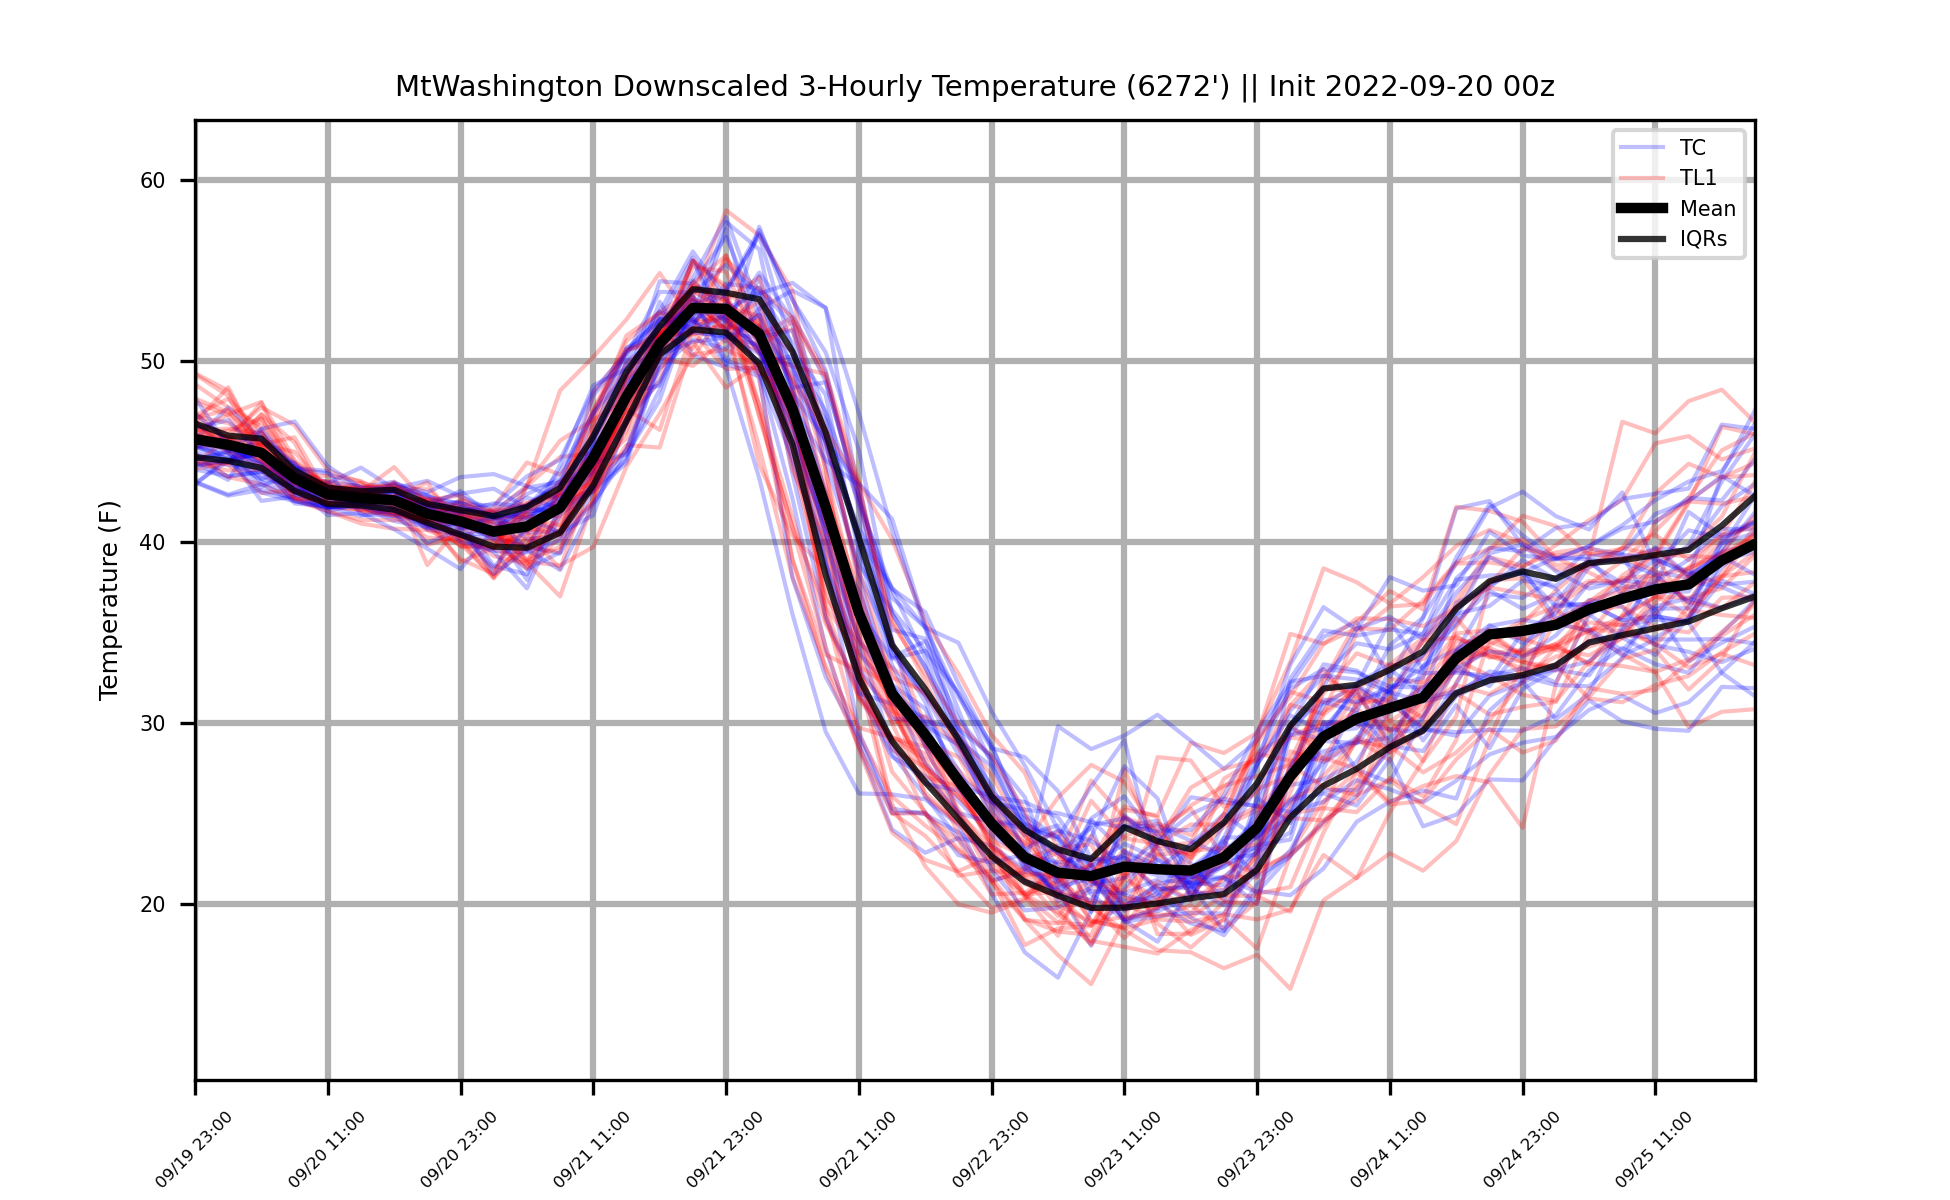 MtWashington Downscaled 3-Hourly Temperature (6272') || Init 2022-09-20 00z
TC
TL1
Mean
IQRs
Temperature (F)
60
50
40
30
20
09/19 23:00
09/20 11:00
09/20 23:00
09/21 11:00
09/21 23:00
09/22 11:00
09/22 23:00
09/23 11:00
09/23 23:00
09/24 11:00
09/24 23:00
09/25 11:00